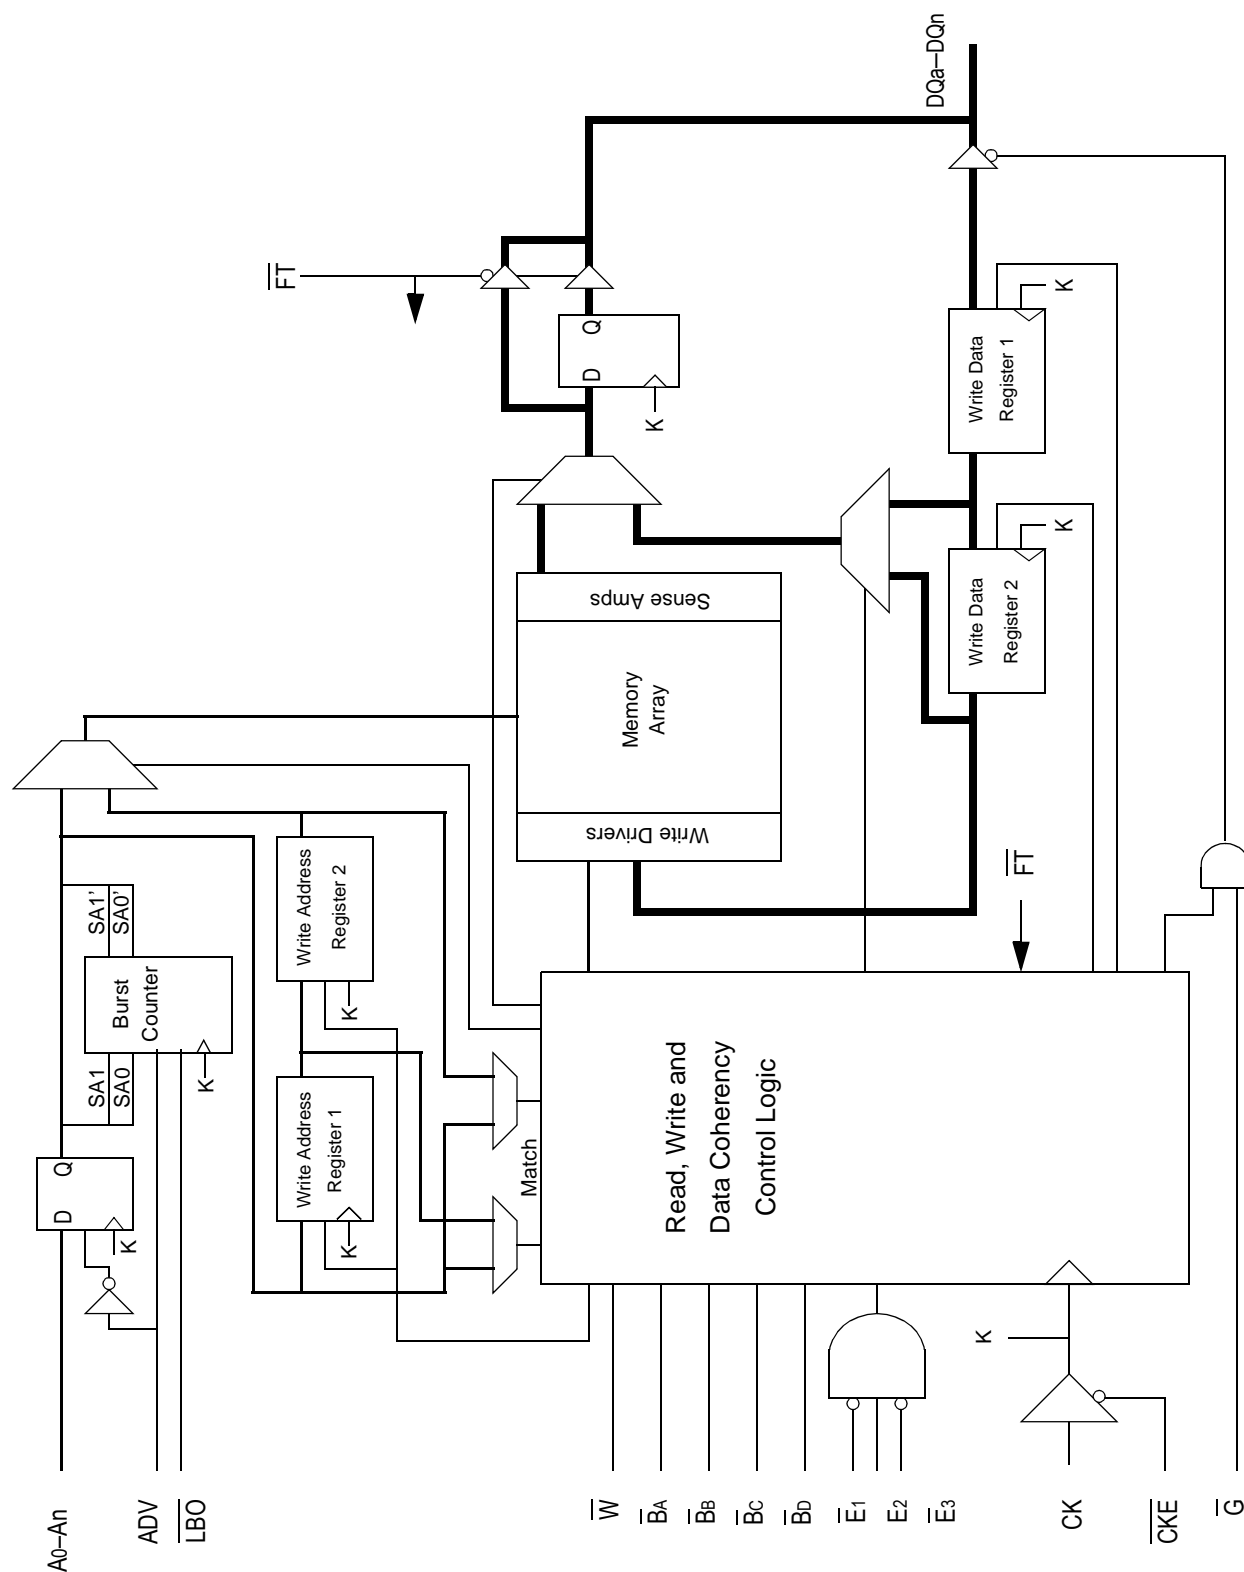 A0–An
ADV
LBO
W
BA
BB
BC
BD
E1
E2
E3
CK
CKE
G
D
Q
K
SA1
SA0
Burst
Counter
SA1'
SA0'
K
Write Address
Register 1
K
Write Address
Register 2
K
Match
Read, Write and
Data Coherency
Control Logic
K
FT
Write Drivers
Memory
Array
Sense Amps
Write Data
Register 2
K
Write Data
Register 1
K
D
Q
K
FT
DQa–DQn